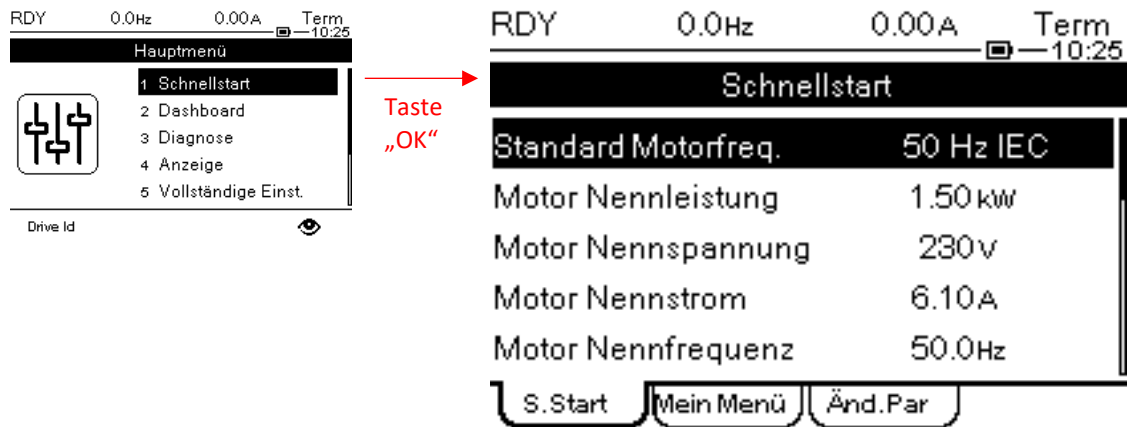 RDY 0.0Hz 0.00A Term
10:25
Hauptmenü
1 Schnellstart
2 Dashboard
3 Diagnose
4 Anzeige
5 Vollständige Einst.
Drive Id
Taste
„OK“
RDY 0.0Hz 0.00A Term
10:25
Schnellstart
Standard Motorfreq. 50 Hz IEC
Motor Nennleistung 1.50 kW
Motor Nennspannung 230V
Motor Nennstrom 6.10A
Motor Nennfrequenz 50.0Hz
S.Start Mein Menü Änd.Par